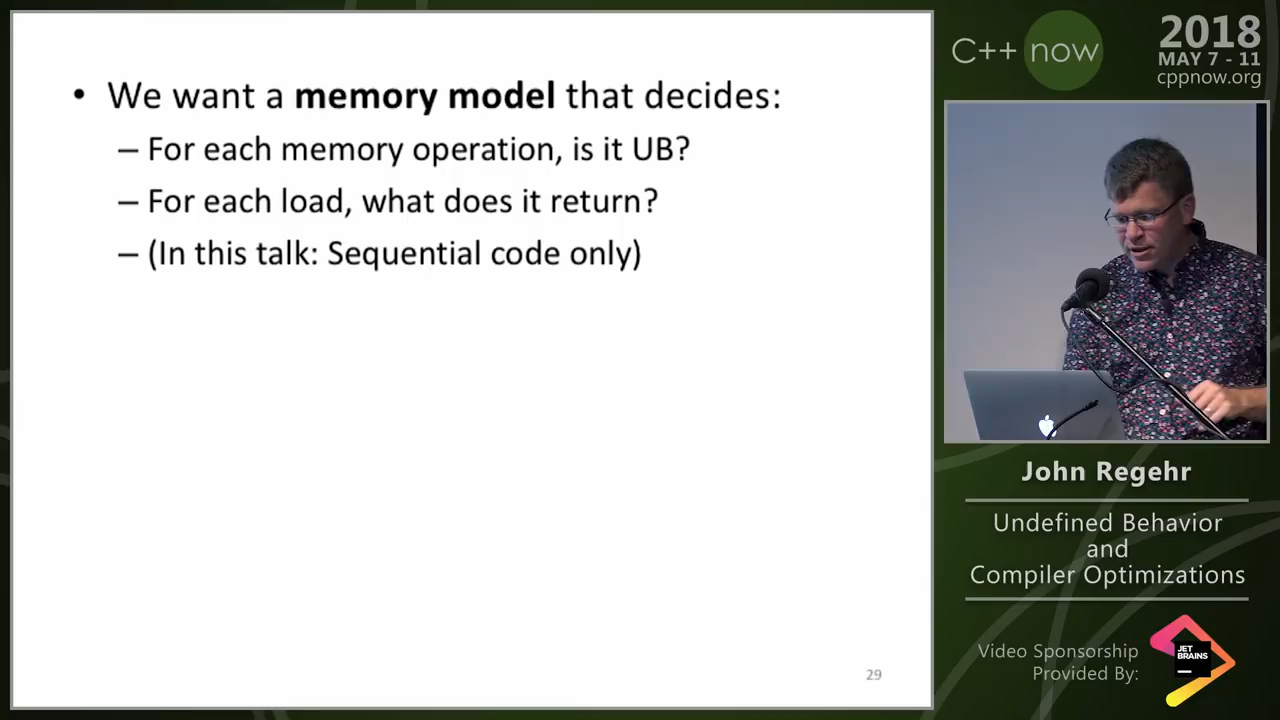 • We want a memory model that decides:
– For each memory operation, is it UB?
– For each load, what does it return?
– (In this talk: Sequential code only)
29
C++ now
2018
MAY 7 - 11
cppnow.org
John Regehr
Undefined Behavior
and
Compiler Optimizations
Video Sponsorship
Provided By:
JET
BRAINS